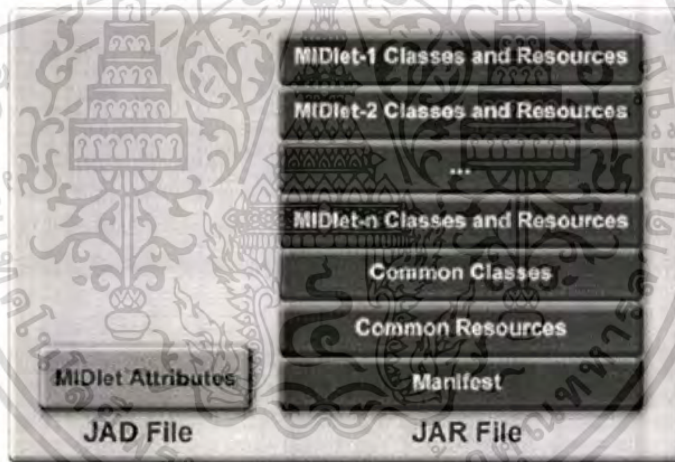 MIDlet-1 Classes and Resources
MIDlet-2 Classes and Resources
...
MIDlet-n Classes and Resources
Common Classes
Common Resources
MIDlet Attributes
Manifest
JAD File
JAR File